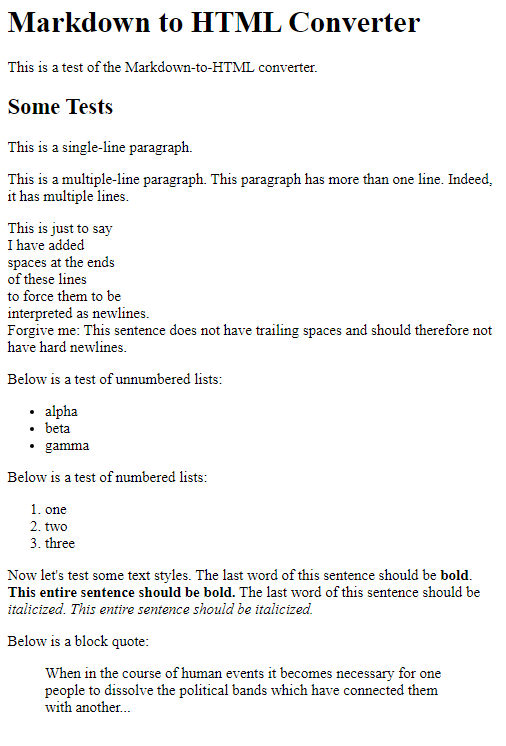 Markdown to HTML Converter
This is a test of the Markdown-to-HTML converter.
Some Tests
This is a single-line paragraph.
This is a multiple-line paragraph. This paragraph has more than one line. Indeed,
it has multiple lines.
This is just to say
I have added
spaces at the ends
of these lines
to force them to be
interpreted as newlines.
Forgive me: This sentence does not have trailing spaces and should therefore not
have hard newlines.
Below is a test of unnumbered lists:
• alpha
• beta
• gamma
Below is a test of numbered lists:
1. one
2. two
3. three
Now let's test some text styles. The last word of this sentence should be bold.
This entire sentence should be bold. The last word of this sentence should be
italicized. This entire sentence should be italicized.
Below is a block quote:
When in the course of human events it becomes necessary for one
people to dissolve the political bands which have connected them
with another...